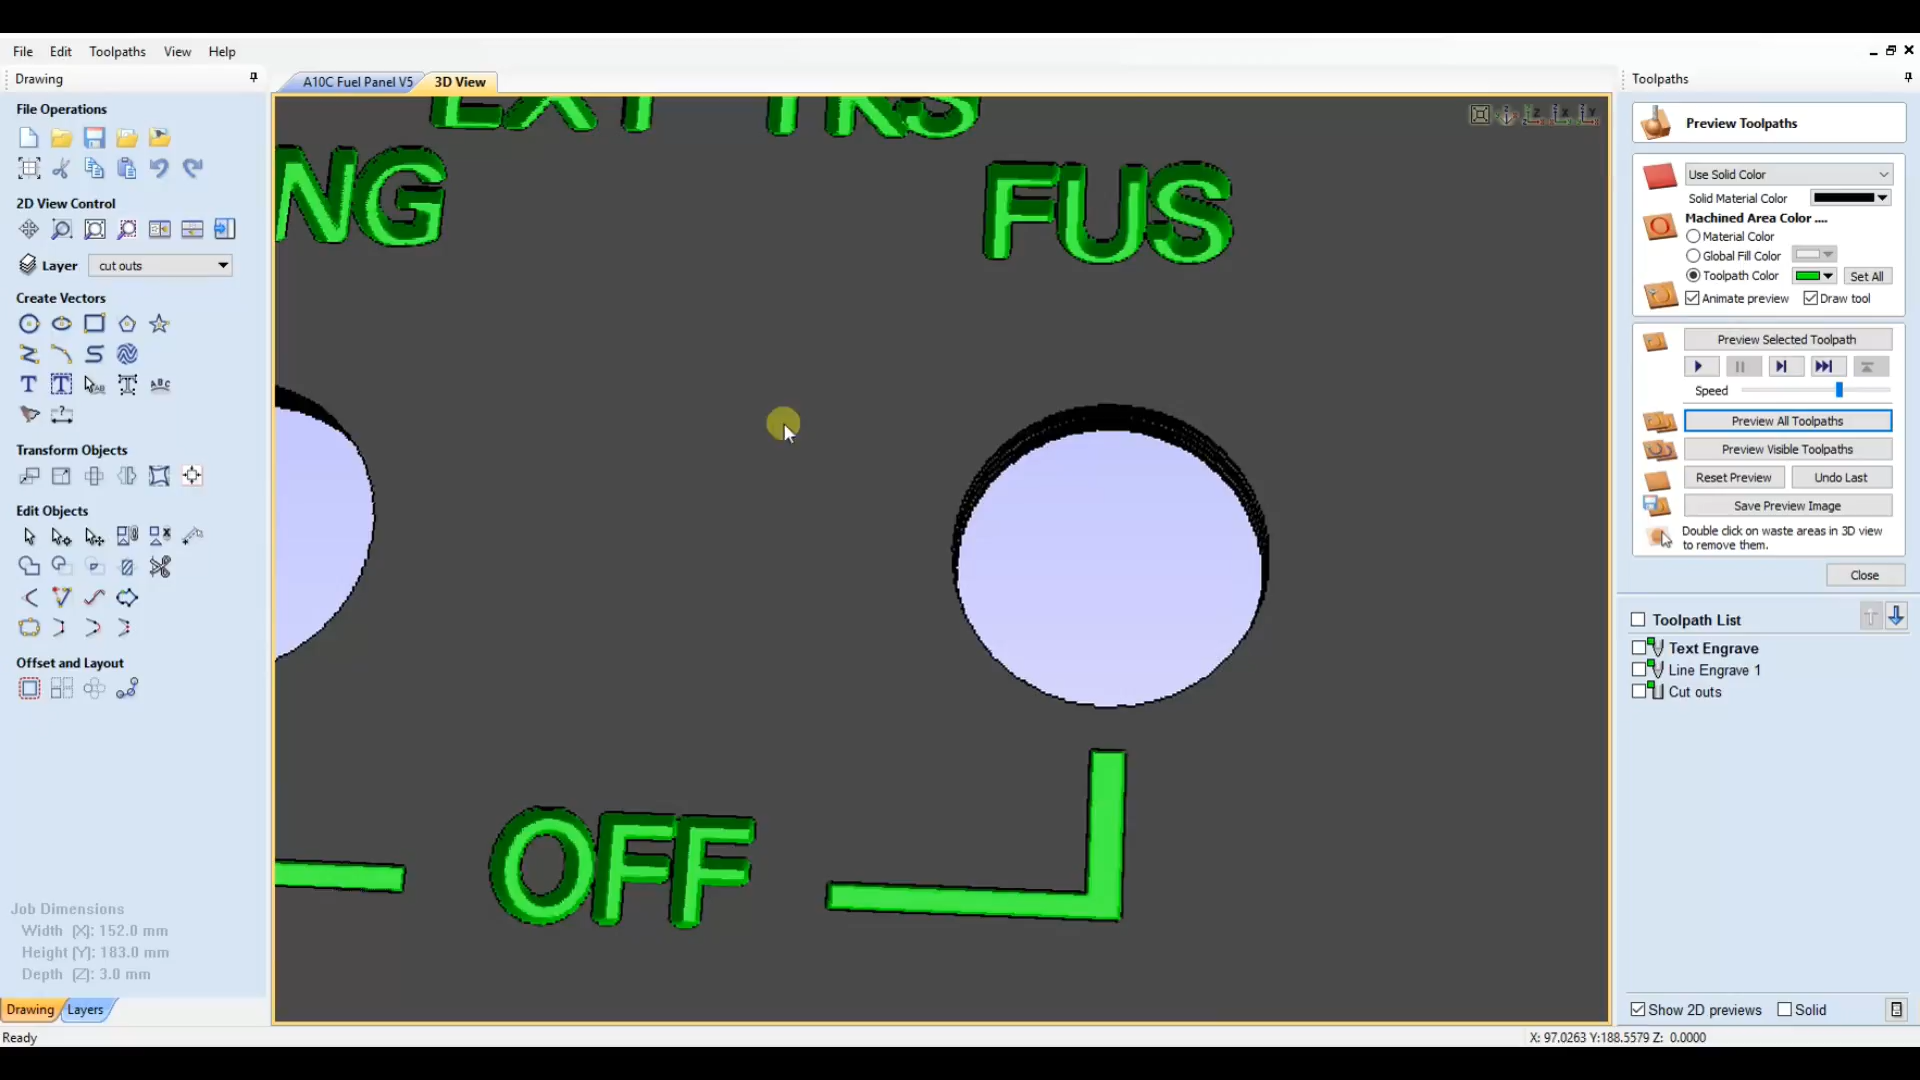 File Edit Toolpaths View Help
Drawing
File Operations
2D View Control
Layer cut outs
Create Vectors
Transform Objects
Edit Objects
Offset and Layout
Job Dimensions
Width [X]: 152.0 mm
Height [Y]: 183.0 mm
Depth [Z]: 3.0 mm
Drawing Layers
Ready
A10C Fuel Panel V5 3D View
EXT TKS
NG
FUS
OFF
Toolpaths
Preview Toolpaths
Use Solid Color
Solid Material Color
Machined Area Color ....
Material Color
Global Fill Color
Toolpath Color Set All
Animate preview Draw tool
Preview Selected Toolpath
Speed
Preview All Toolpaths
Preview Visible Toolpaths
Reset Preview Undo Last
Save Preview Image
Double click on waste areas in 3D view
to remove them.
Close
Toolpath List
Text Engrave
Line Engrave 1
Cut outs
Show 2D previews Solid
X: 97.0263 Y:188.5579 Z: 0.0000